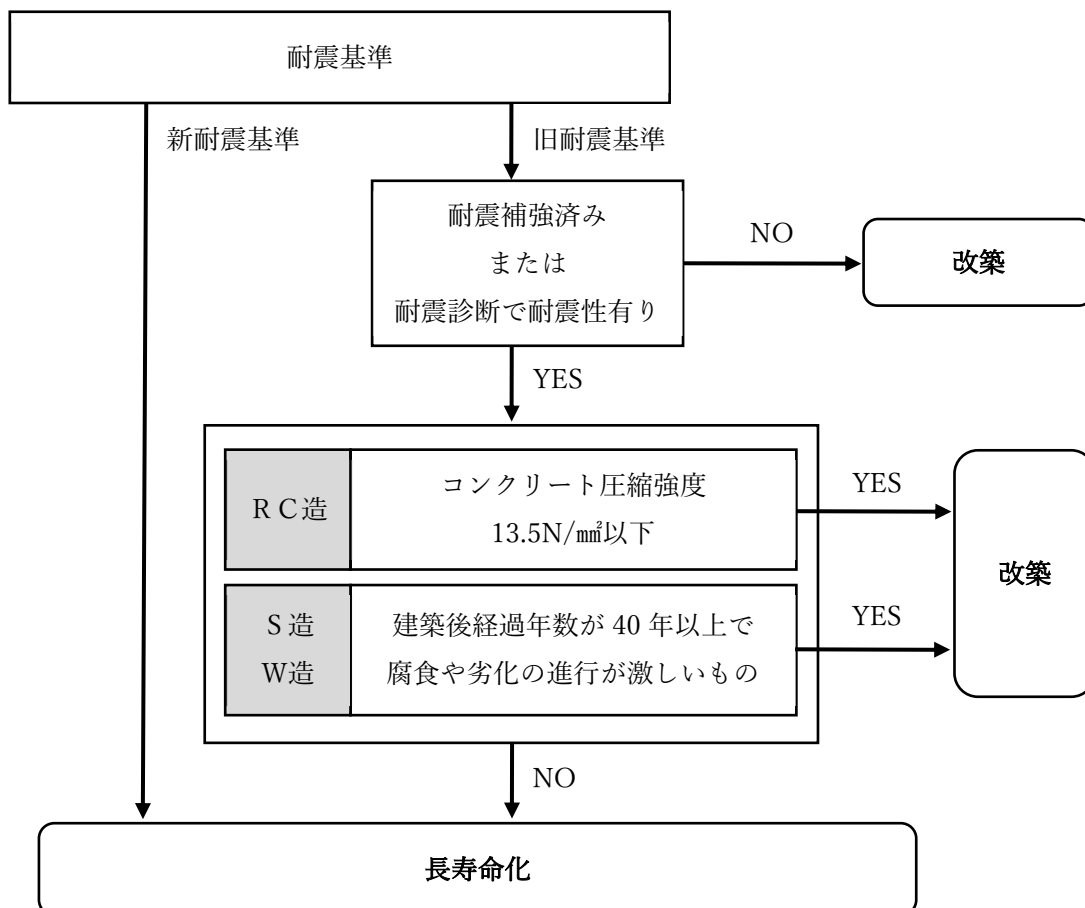 耐震基準
新耐震基準
旧耐震基準
耐震補強済み
または
耐震診断で耐震性有り
NO
改築
YES
ＲＣ造
コンクリート圧縮強度
13.5N/㎟以下
YES
Ｓ造
Ｗ造
建築後経過年数が 40 年以上で
腐食や劣化の進行が激しいもの
YES
改築
NO
長寿命化